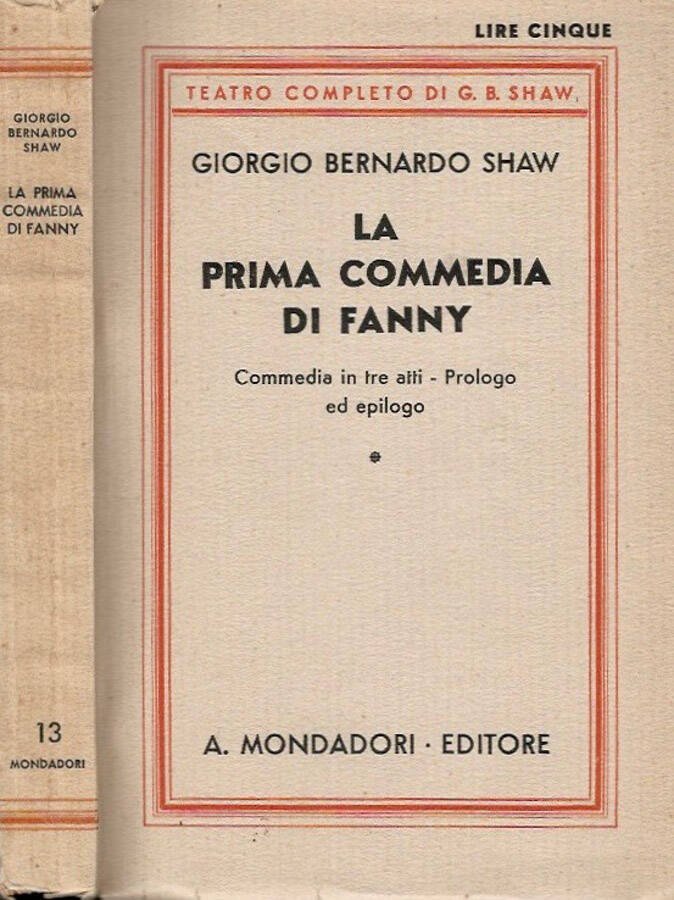 GIORGIO
BERNARDO
SHAW
LA PRIMA
COMMEDIA
DI FANNY
13
MONDADORI
LIRE CINQUE
TEATRO COMPLETO DI G. B. SHAW
GIORGIO BERNARDO SHAW
LA
PRIMA COMMEDIA
DI FANNY
Commedia in tre atti - Prologo
ed epilogo
*
A. MONDADORI · EDITORE